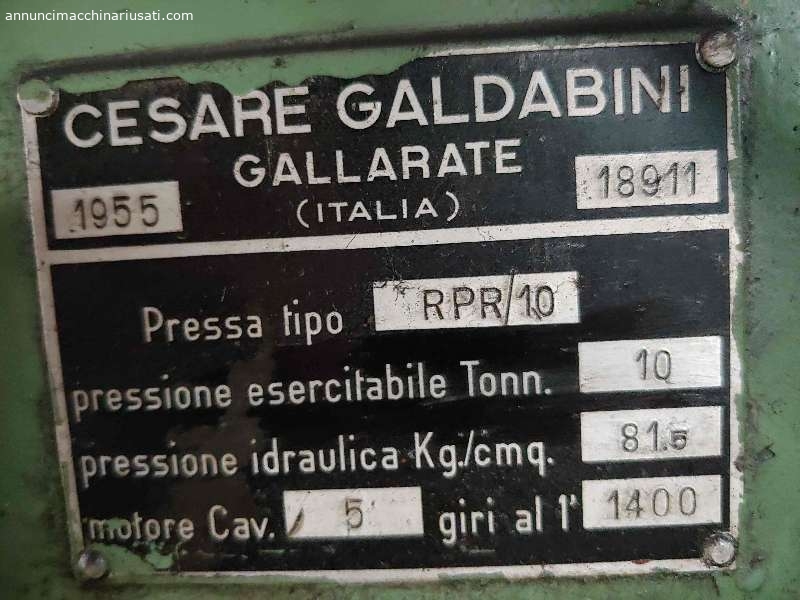 annuncimacchinariusati.com
CESARE GALDABINI
GALLARATE
1955 (ITALIA) 18911
Pressa tipo RPR/10
pressione esercitabile Tonn. 10
pressione idraulica Kg./cmq. 81.5
motore Cav. 5 giri al 1' 1400